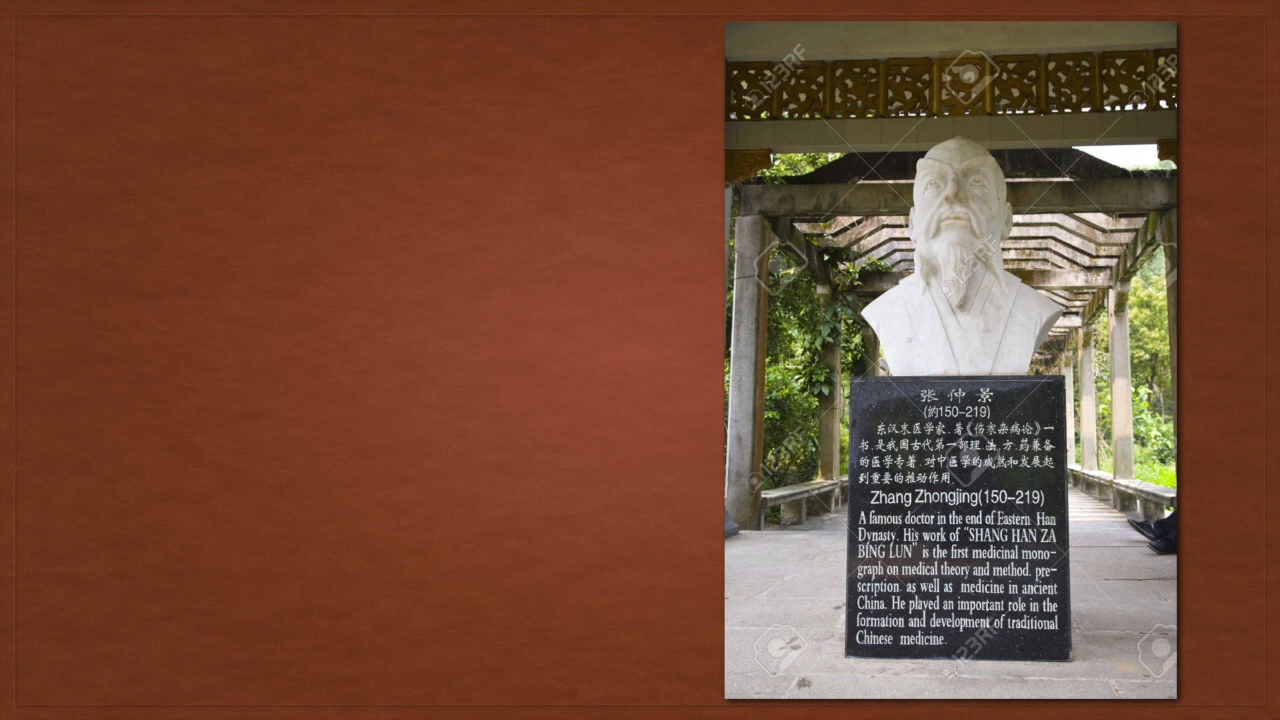 张仲景
(約150-219)
东汉末医学家.著《伤寒杂病论》一
书.是我国古代第一部理.法.方.药兼备
的医学专著.对中医学的成熟和发展起
到重要的推动作用.
Zhang Zhongjing(150-219)
A famous doctor in the end of Eastern Han
Dynasty. His work of "SHANG HAN ZA
BING LUN" is the first medicinal mono-
graph on medical theory and method. pre-
scription. as well as medicine in ancient
China. He played an important role in the
formation and development of traditional
Chinese medicine.
123RF
123RF
123RF
123RF